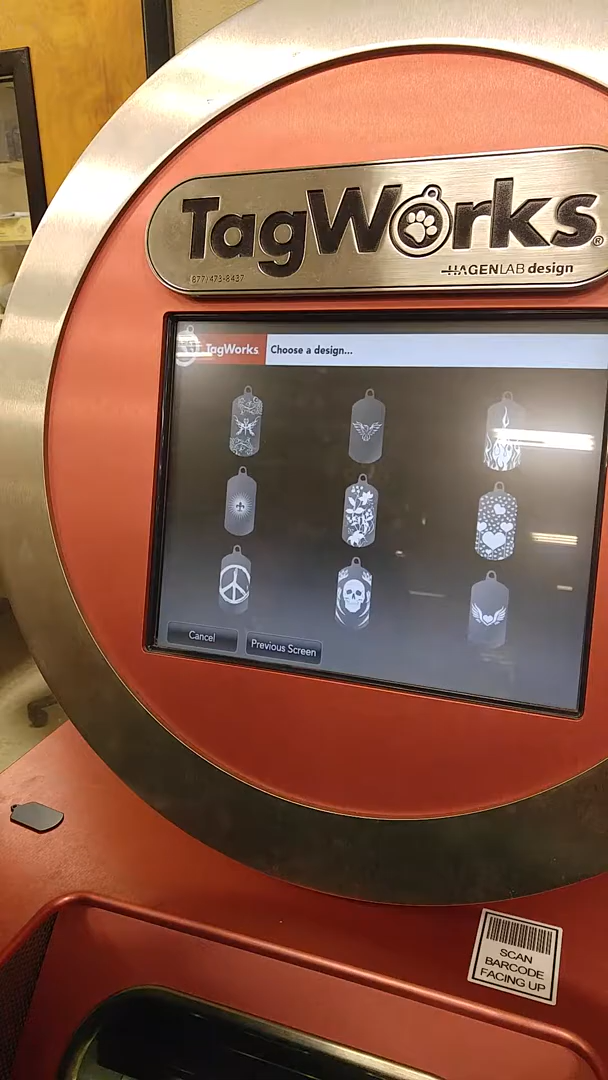 TagWorks®
877/473-8437
HAGENLAB design
TagWorks
Choose a design...
Cancel
Previous Screen
SCAN
BARCODE
FACING UP